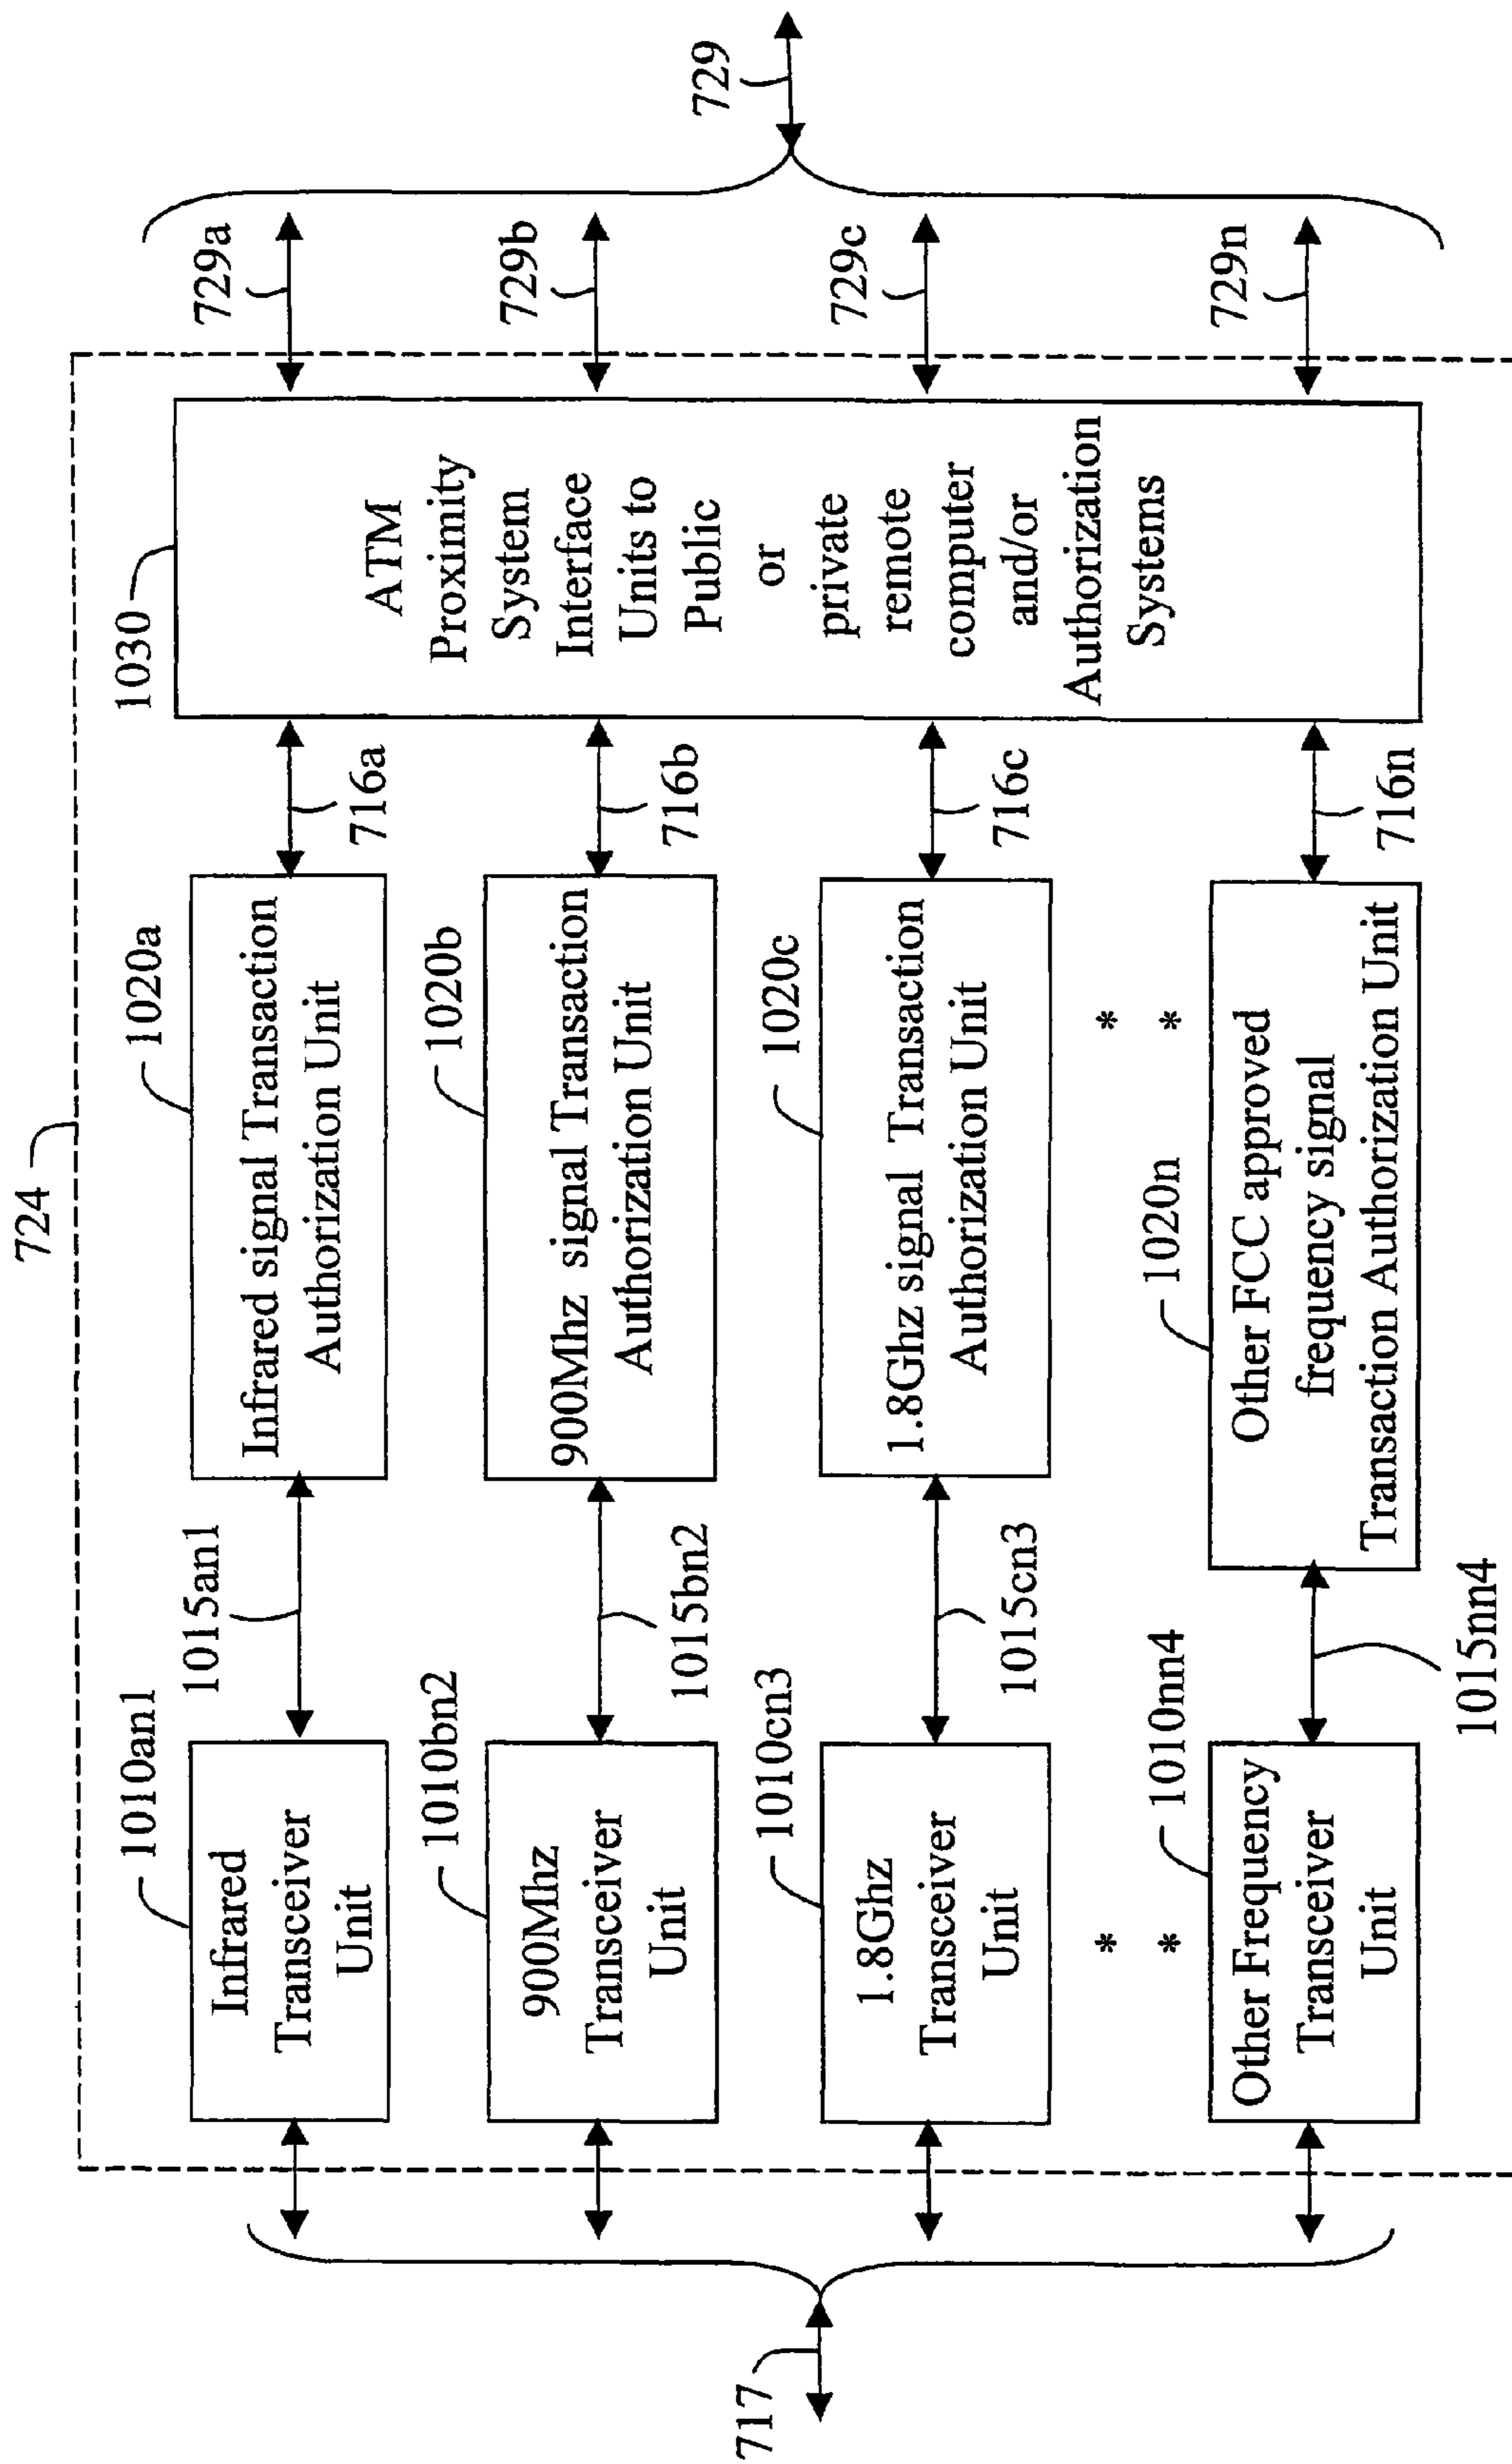 724
1010an1
Infrared
Transceiver
Unit
1015an1
1020a
Infrared signal Transaction
Authorization Unit
716a
1030
ATM
Proximity
System
Interface
Units to
Public
or
private
remote
computer
and/or
Authorization
Systems
729a
1010bn2
900Mhz
Transceiver
Unit
1015bn2
1020b
900Mhz signal Transaction
Authorization Unit
716b
729b
717
729
1010cn3
1.8Ghz
Transceiver
Unit
1015cn3
1020c
1.8Ghz signal Transaction
Authorization Unit
716c
729c
* *
* *
1010nn4
Other Frequency
Transceiver
Unit
1015nn4
1020n
Other FCC approved
frequency signal
Transaction Authorization Unit
716n
729n